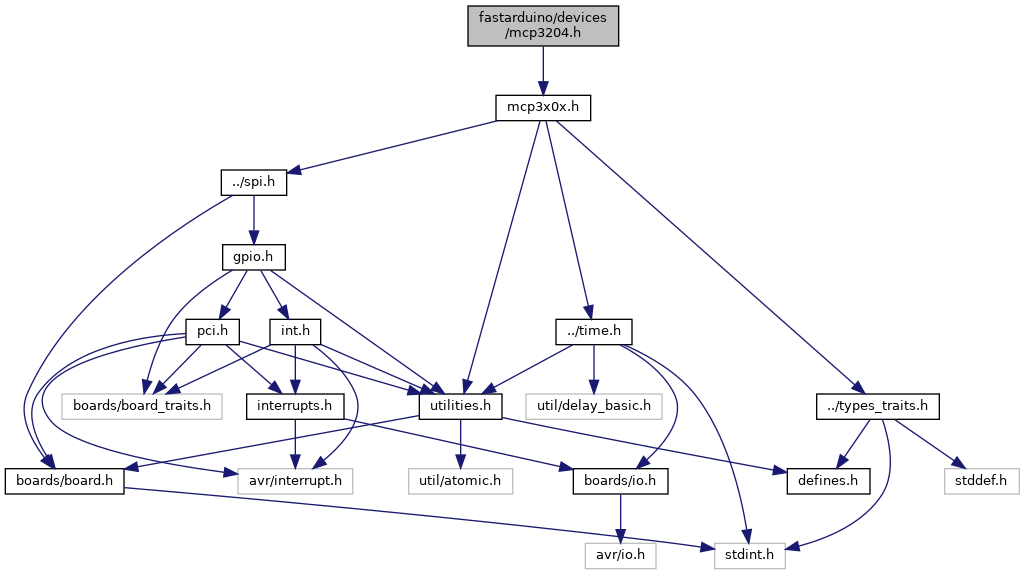 fastarduino/devices
/mcp3204.h
mcp3x0x.h
../spi.h
gpio.h
pci.h
int.h
../time.h
boards/board_traits.h
interrupts.h
utilities.h
util/delay_basic.h
../types_traits.h
boards/board.h
avr/interrupt.h
util/atomic.h
boards/io.h
defines.h
stddef.h
avr/io.h
stdint.h